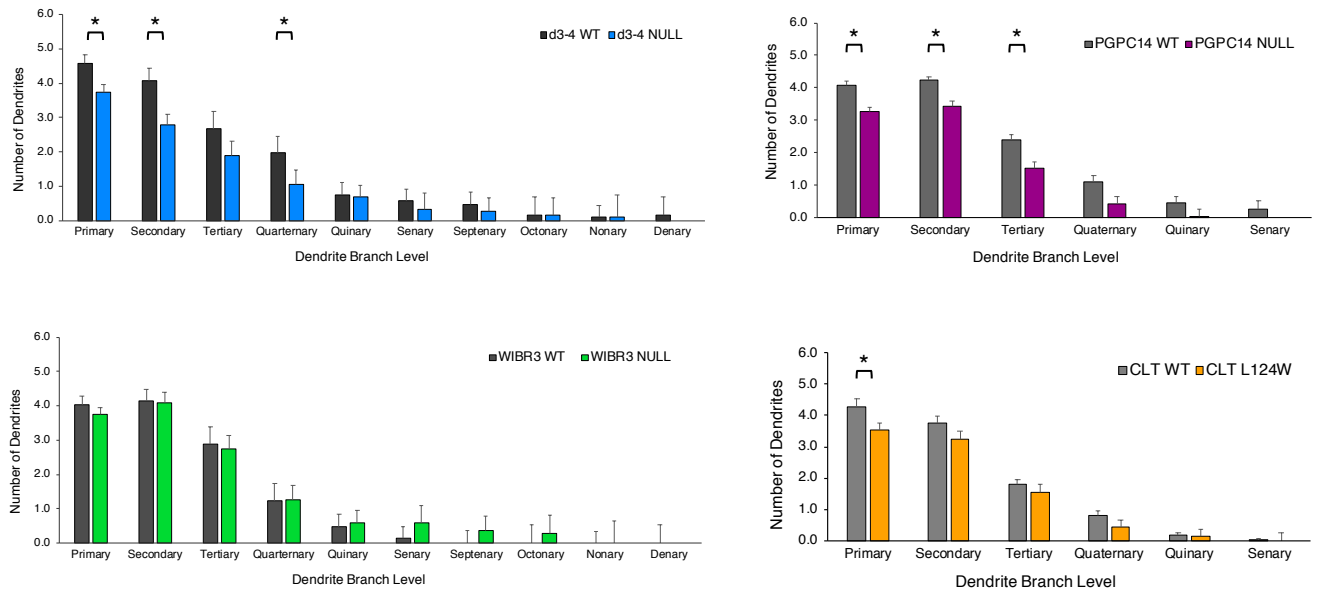 6.0
5.0
4.0
3.0
2.0
1.0
0.0
Number of Dendrites
* * *
d3-4 WT d3-4 NULL
Primary Secondary Tertiary Quarternary Quinary Senary Septenary Octonary Nonary Denary
Dendrite Branch Level
6.0
5.0
4.0
3.0
2.0
1.0
0.0
Number of Dendrites
* * *
PGPC14 WT PGPC14 NULL
Primary Secondary Tertiary Quaternary Quinary Senary
Dendrite Branch Level
6.0
5.0
4.0
3.0
2.0
1.0
0.0
Number of Dendrites
WIBR3 WT WIBR3 NULL
Primary Secondary Tertiary Quarternary Quinary Senary Septenary Octonary Nonary Denary
Dendrite Branch Level
6.0
5.0
4.0
3.0
2.0
1.0
0.0
Number of Dendrites
*
CLT WT CLT L124W
Primary Secondary Tertiary Quaternary Quinary Senary
Dendrite Branch Level